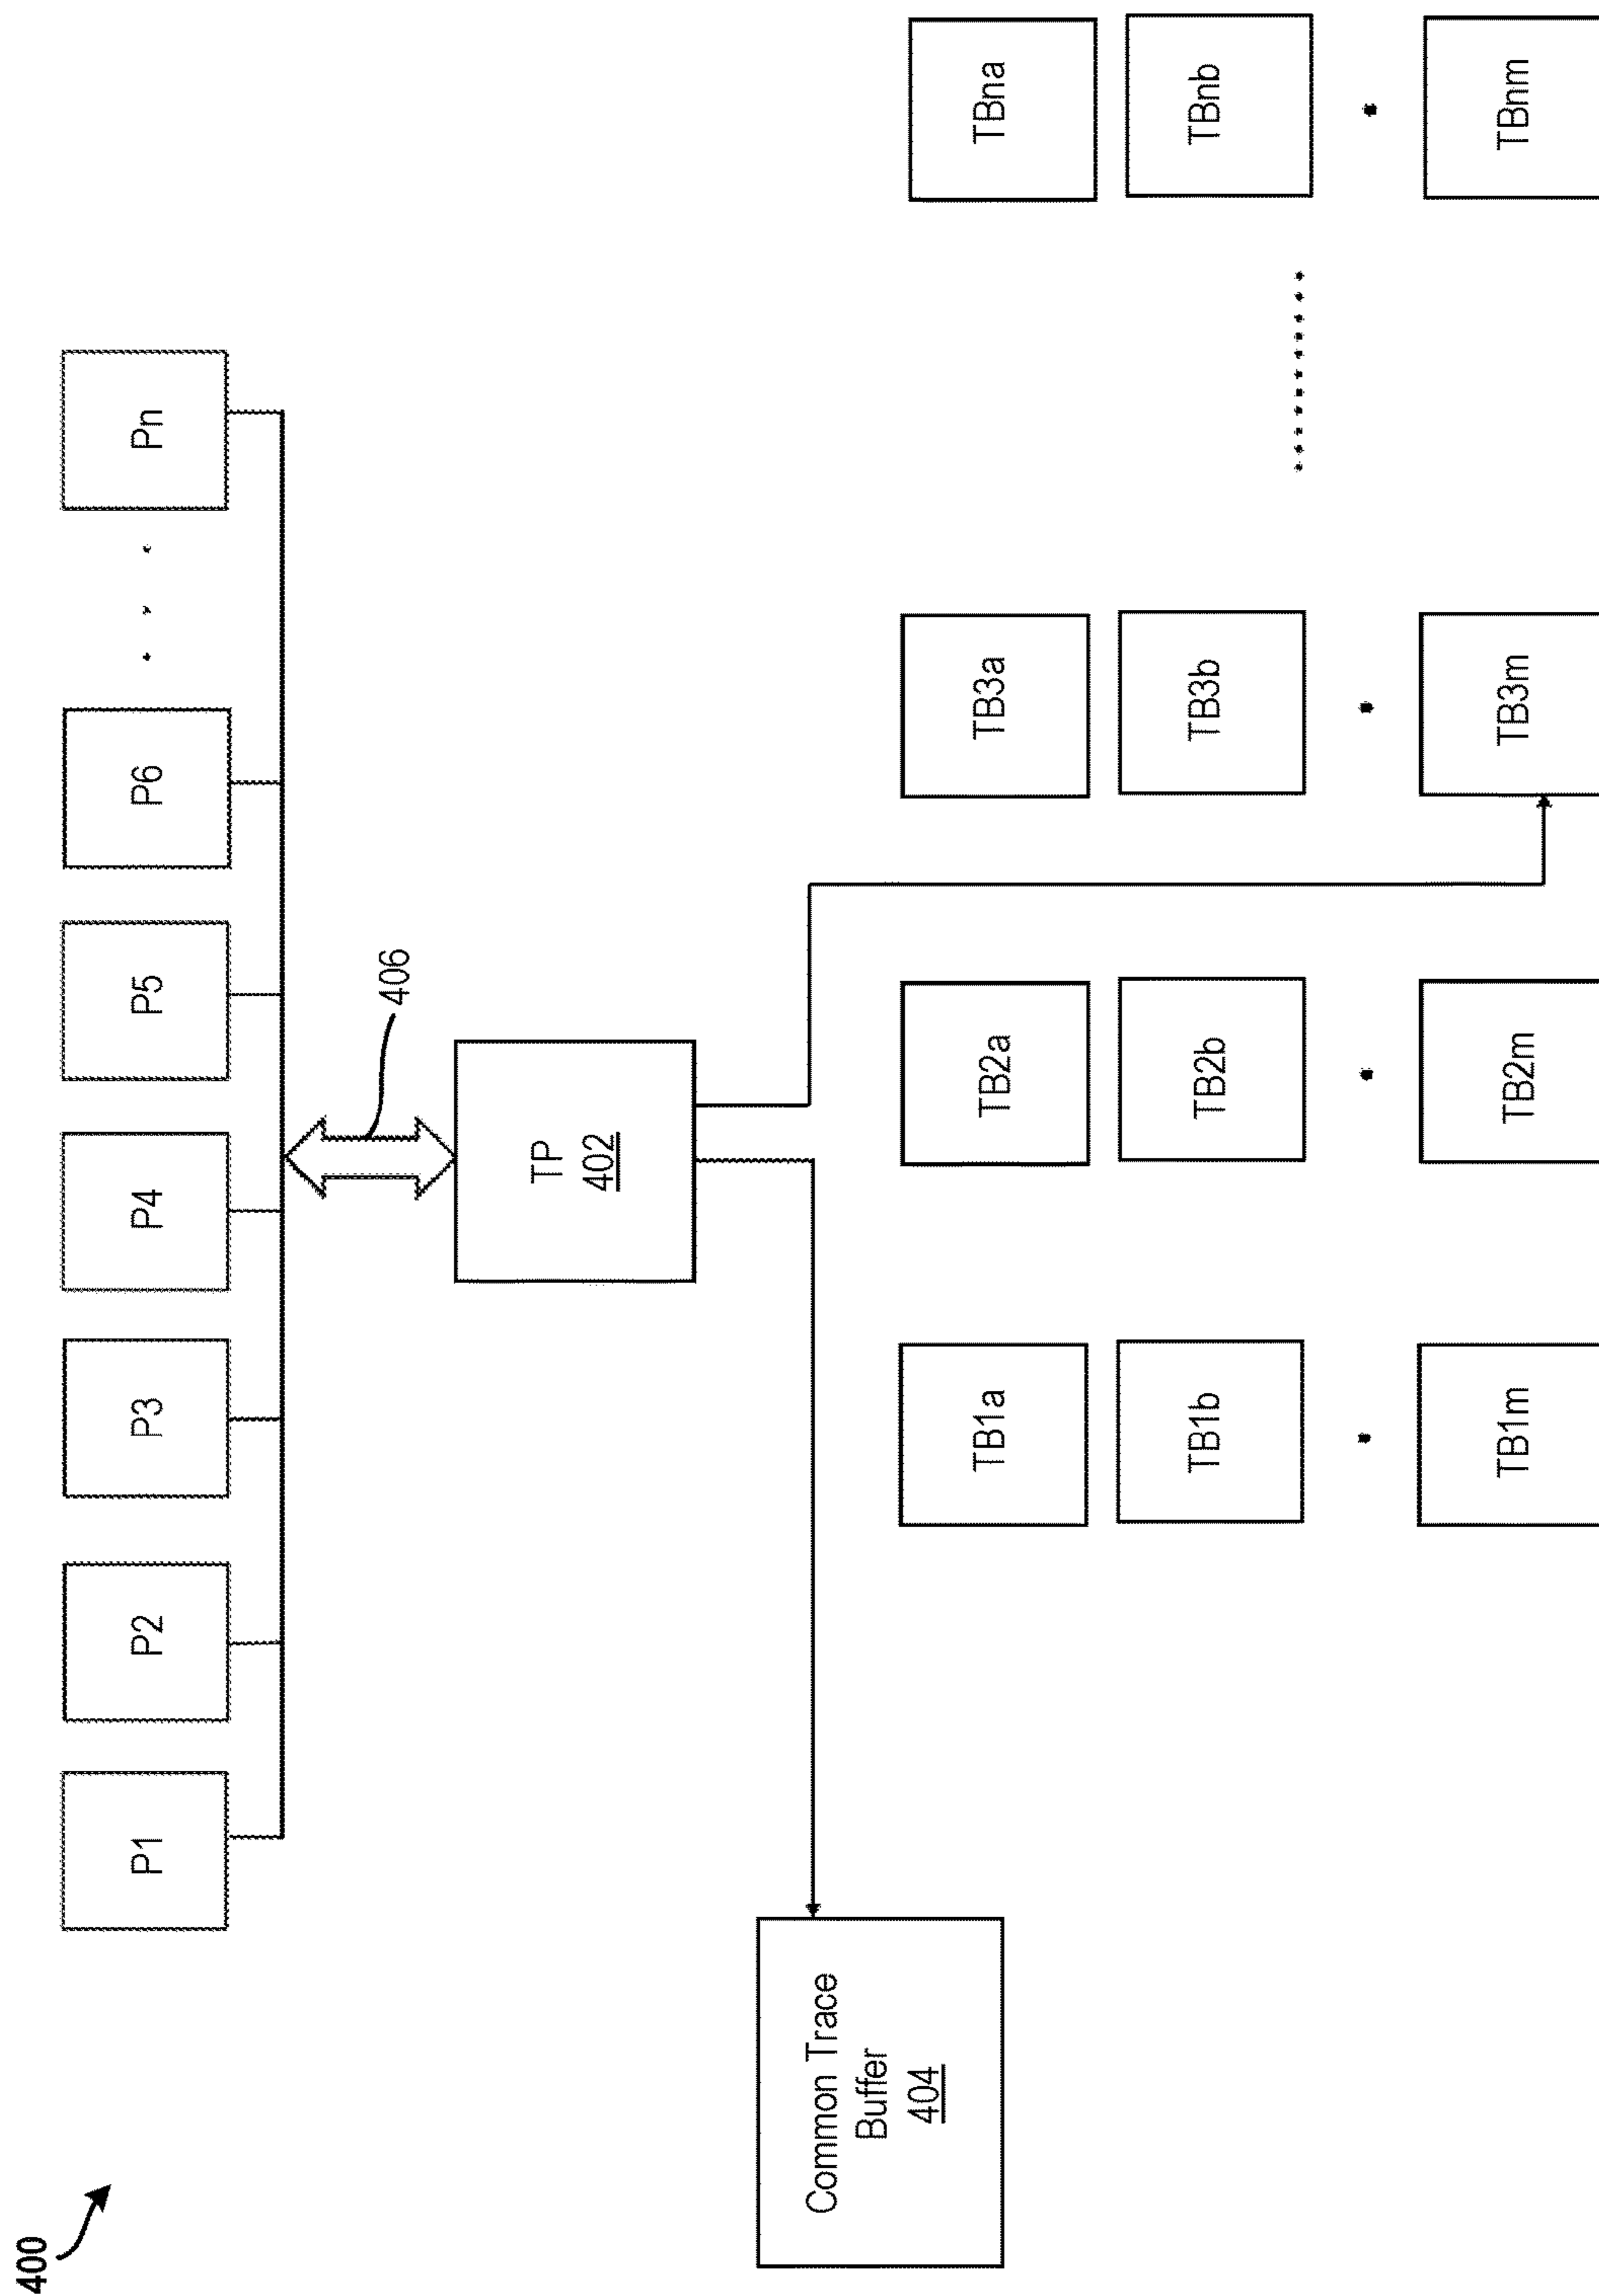 400
P1
P2
P3
P4
P5
P6
Pn
406
TP
402
Common Trace
Buffer
404
TB1a
TB2a
TB3a
TBna
TB1b
TB2b
TB3b
TBnb
TB1m
TB2m
TB3m
TBnm